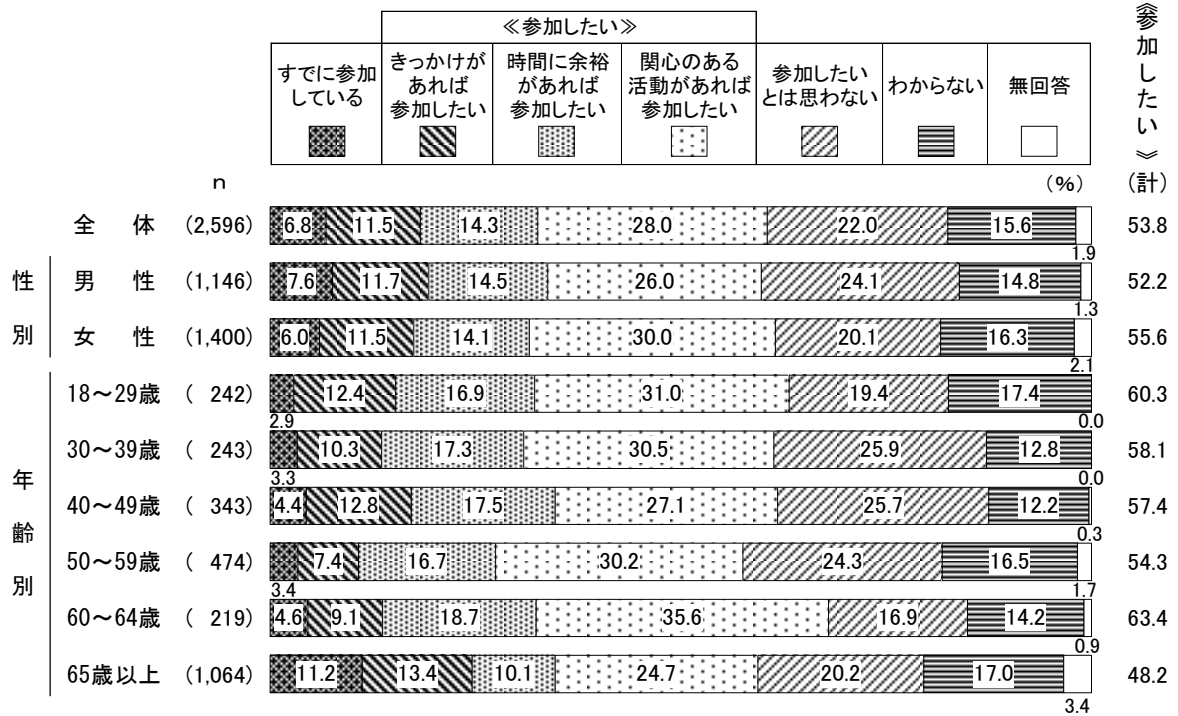 ≪参加したい≫
すでに参加している
きっかけがあれば参加したい
時間に余裕があれば参加したい
関心のある活動があれば参加したい
参加したいとは思わない
わからない
無回答
≪参加したい≫(計)
n
(%)
全体 (2,596) 6.8 11.5 14.3 28.0 22.0 15.6 1.9 53.8
性別
男性 (1,146) 7.6 11.7 14.5 26.0 24.1 14.8 1.3 52.2
女性 (1,400) 6.0 11.5 14.1 30.0 20.1 16.3 2.1 55.6
年齢別
18～29歳 ( 242) 2.9 12.4 16.9 31.0 19.4 17.4 0.0 60.3
30～39歳 ( 243) 3.3 10.3 17.3 30.5 25.9 12.8 0.0 58.1
40～49歳 ( 343) 4.4 12.8 17.5 27.1 25.7 12.2 0.3 57.4
50～59歳 ( 474) 3.4 7.4 16.7 30.2 24.3 16.5 1.7 54.3
60～64歳 ( 219) 4.6 9.1 18.7 35.6 16.9 14.2 0.9 63.4
65歳以上 (1,064) 11.2 13.4 10.1 24.7 20.2 17.0 3.4 48.2